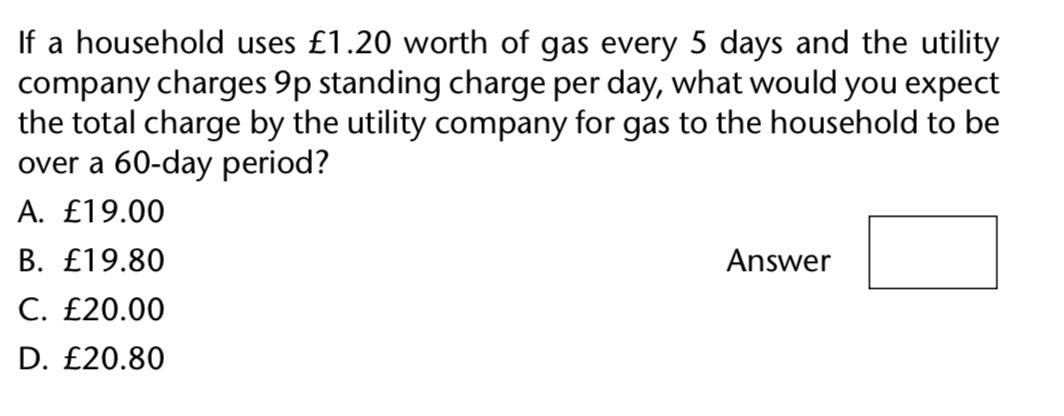 If a household uses £1.20 worth of gas every 5 days and the utility
company charges 9p standing charge per day, what would you expect
the total charge by the utility company for gas to the household to be
over a 60-day period?
A. £19.00
B. £19.80
Answer
C. £20.00
D. £20.80